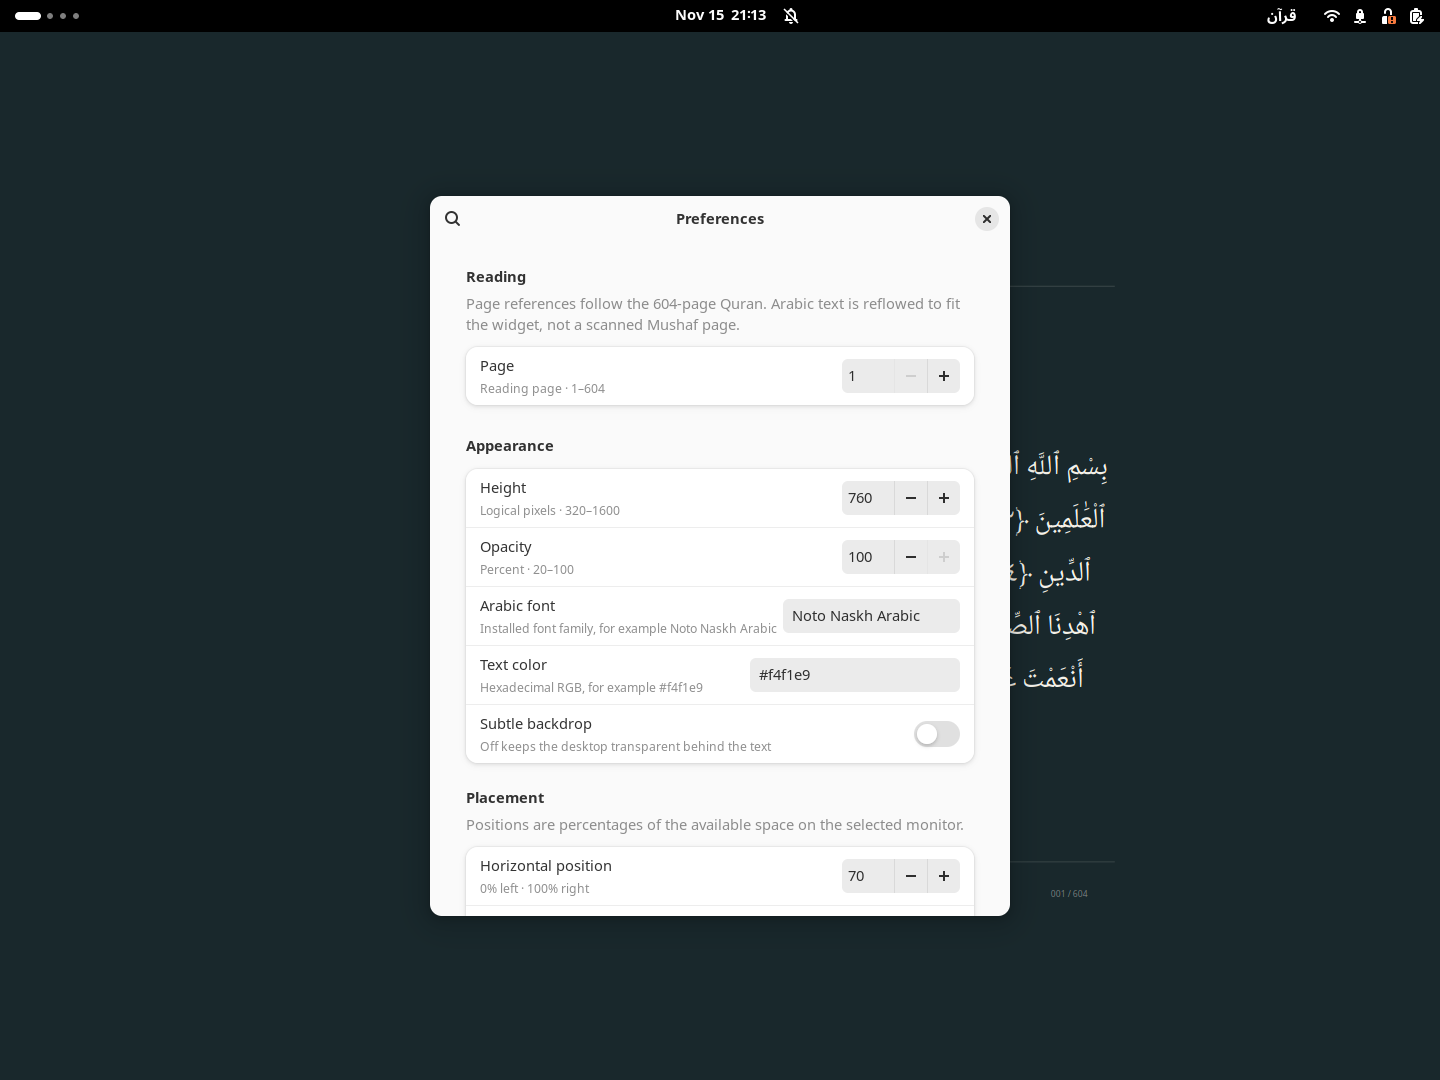 Nov 15 21:13
قرآن
Preferences
Reading
Page references follow the 604-page Quran. Arabic text is reflowed to fit
the widget, not a scanned Mushaf page.
Page
Reading page · 1–604
1
Appearance
Height
Logical pixels · 320–1600
760
Opacity
Percent · 20–100
100
Arabic font
Installed font family, for example Noto Naskh Arabic
Noto Naskh Arabic
Text color
Hexadecimal RGB, for example #f4f1e9
#f4f1e9
Subtle backdrop
Off keeps the desktop transparent behind the text
Placement
Positions are percentages of the available space on the selected monitor.
Horizontal position
0% left · 100% right
70
بِسْمِ ٱللَّهِ
ٱلْعَٰلَمِينَ
ٱلدِّينِ
ٱهْدِنَا
أَنْعَمْتَ
001 / 604